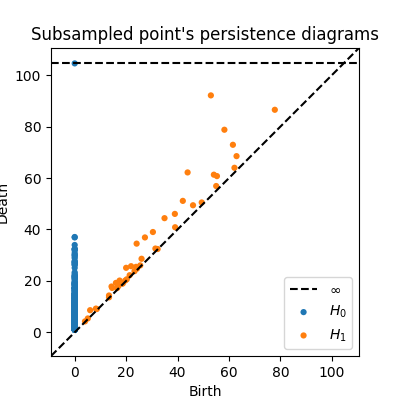 Subsampled point's persistence diagrams
100
80
60
40
20
0
Death
0 20 40 60 80 100
Birth
∞
H₀
H₁